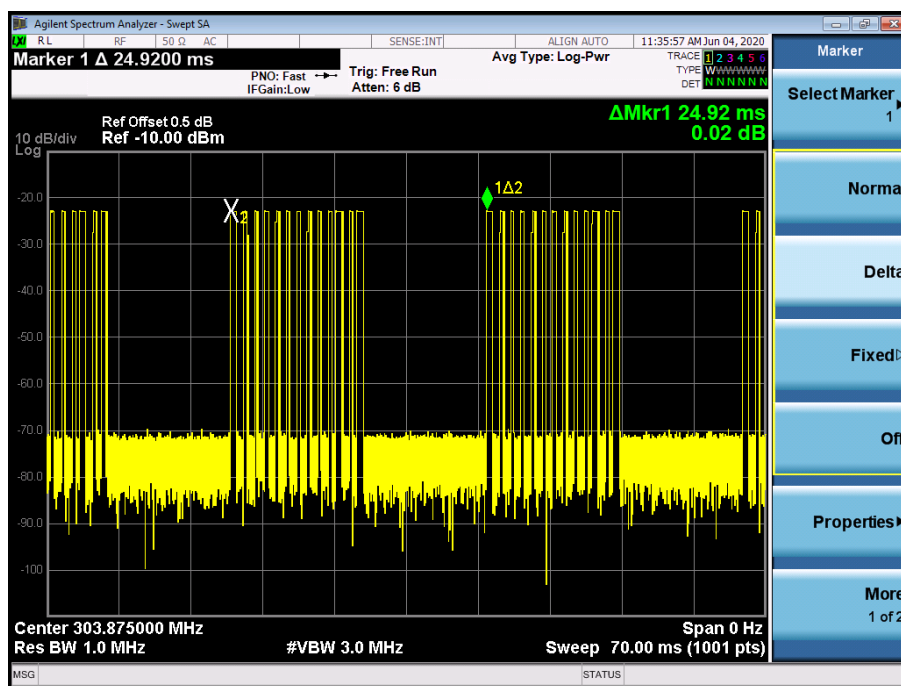 Agilent Spectrum Analyzer - Swept SA
LXI RL RF 50 Ω AC SENSE:INT ALIGN AUTO 11:35:57 AM Jun 04, 2020
Marker 1 Δ 24.9200 ms
PNO: Fast
IFGain:Low
Trig: Free Run
Atten: 6 dB
Avg Type: Log-Pwr
TRACE 1 2 3 4 5 6
TYPE WWWWWW
DET N N N N N N
ΔMkr1 24.92 ms
0.02 dB
Ref Offset 0.5 dB
10 dB/div Ref -10.00 dBm
Log
-20.0
-30.0
-40.0
-50.0
-60.0
-70.0
-80.0
-90.0
-100
X2
1Δ2
Center 303.875000 MHz Span 0 Hz
Res BW 1.0 MHz #VBW 3.0 MHz Sweep 70.00 ms (1001 pts)
MSG STATUS
Marker
Select Marker
1
Norma
Delta
Fixed
Off
Properties
More
1 of 2